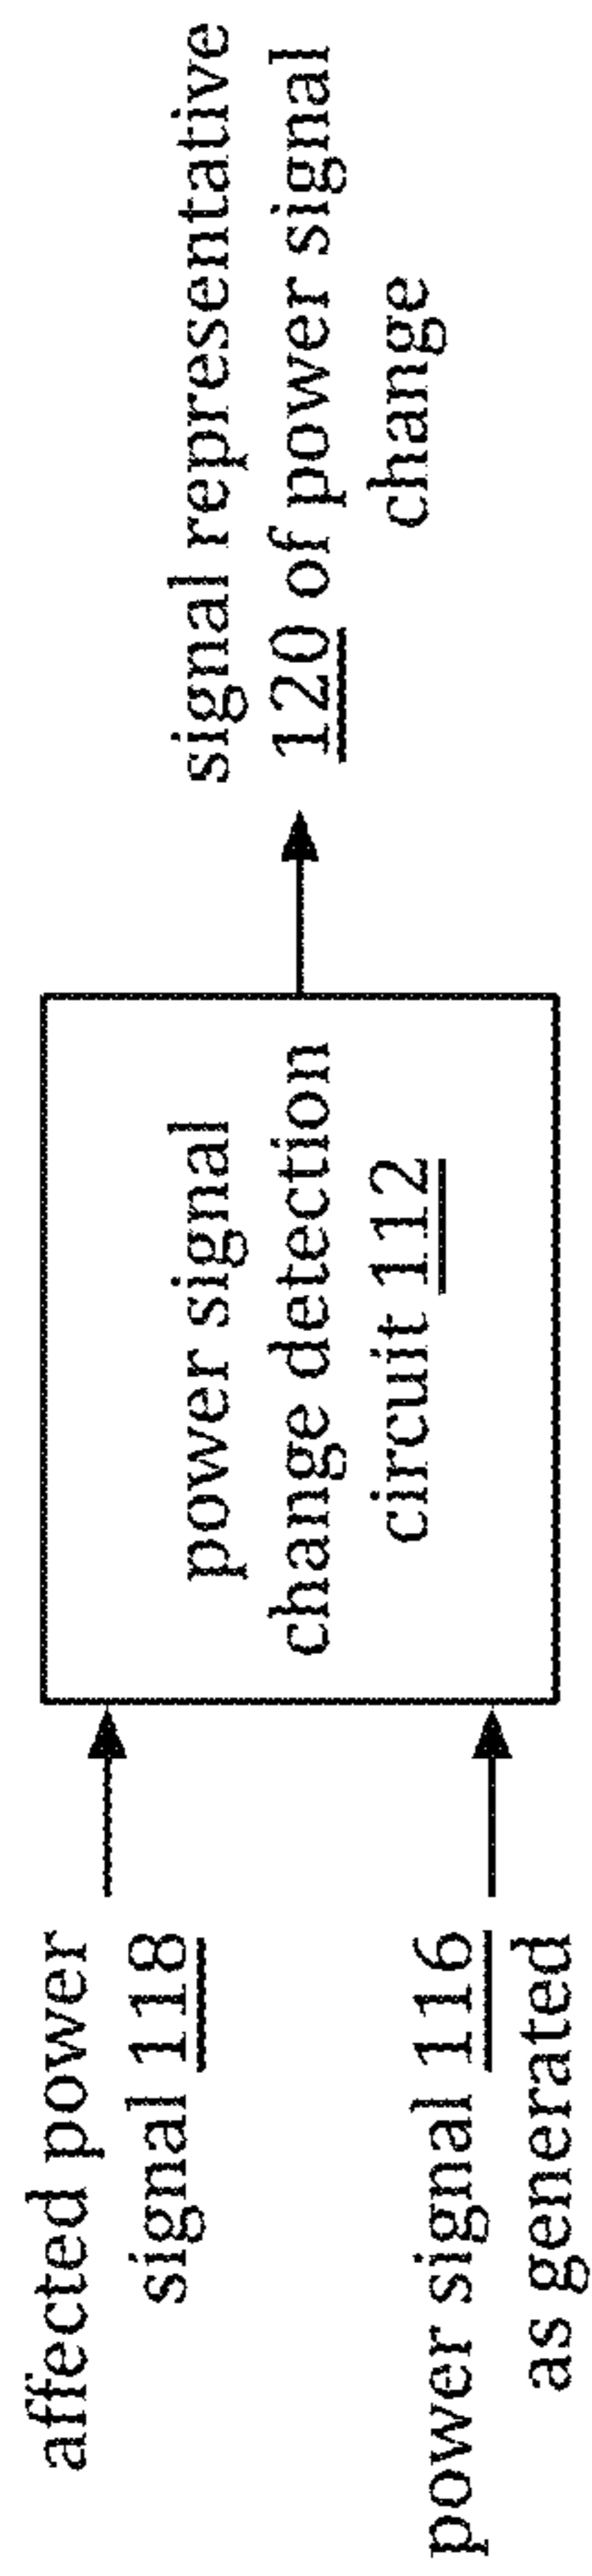 affected power
signal 118
power signal 116
as generated
power signal
change detection
circuit 112
signal representative
120 of power signal
change